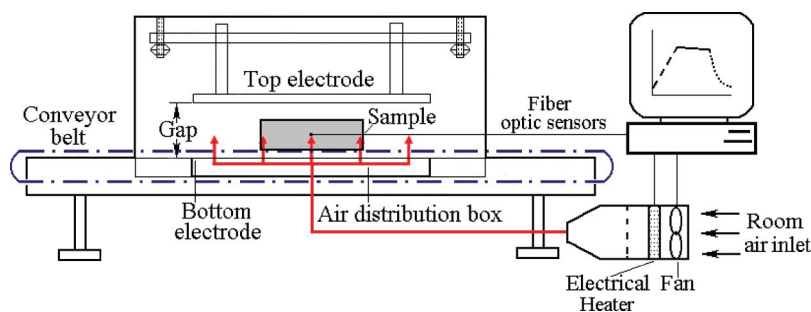 Top electrode
Conveyor
belt
Gap
Sample
Fiber
optic sensors
Bottom
electrode
Air distribution box
Room
air inlet
Electrical
Heater
Fan